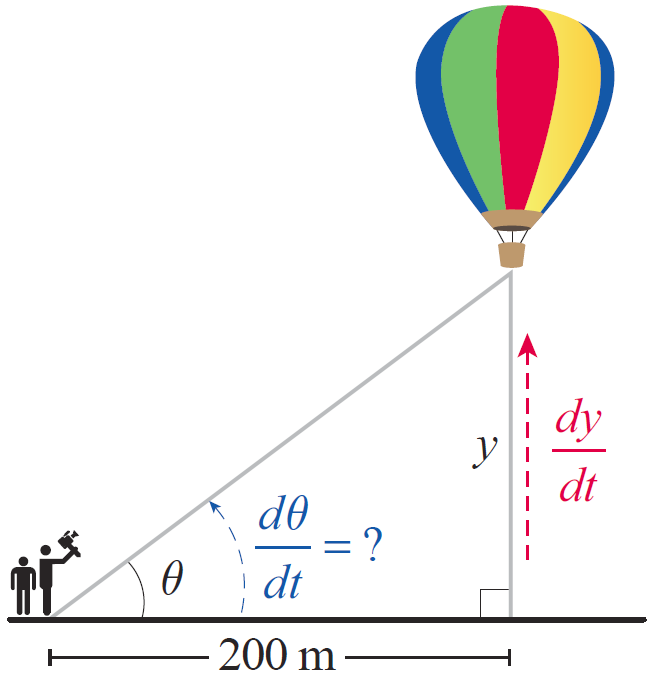 y
dy/dt
dθ/dt = ?
θ
200 m